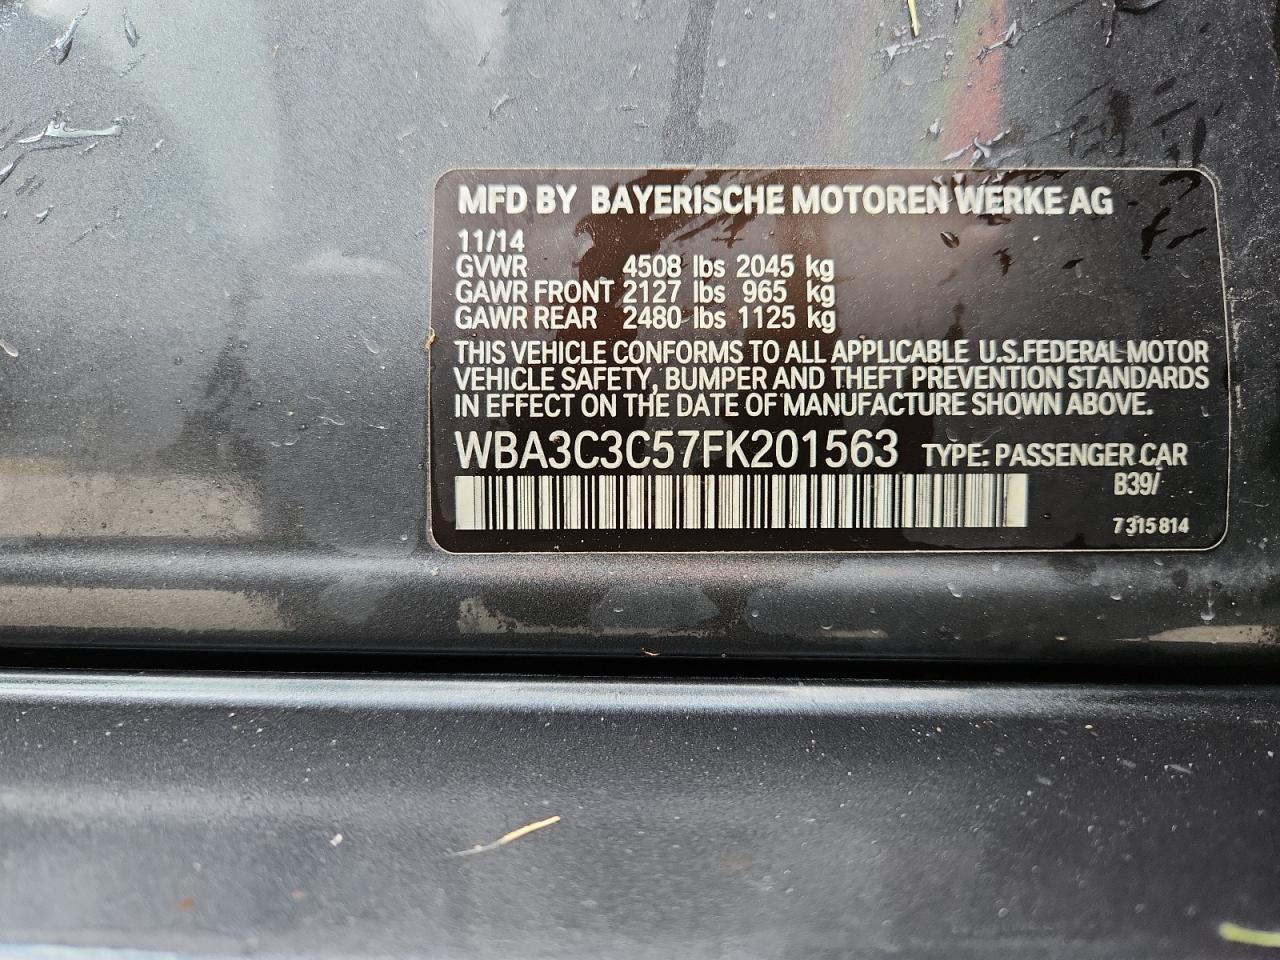 MFD BY BAYERISCHE MOTOREN WERKE AG
11/14
GVWR 4508 lbs 2045 kg
GAWR FRONT 2127 lbs 965 kg
GAWR REAR 2480 lbs 1125 kg
THIS VEHICLE CONFORMS TO ALL APPLICABLE U.S.FEDERAL MOTOR
VEHICLE SAFETY, BUMPER AND THEFT PREVENTION STANDARDS
IN EFFECT ON THE DATE OF MANUFACTURE SHOWN ABOVE.
WBA3C3C57FK201563 TYPE: PASSENGER CAR
B39/
7 315 814